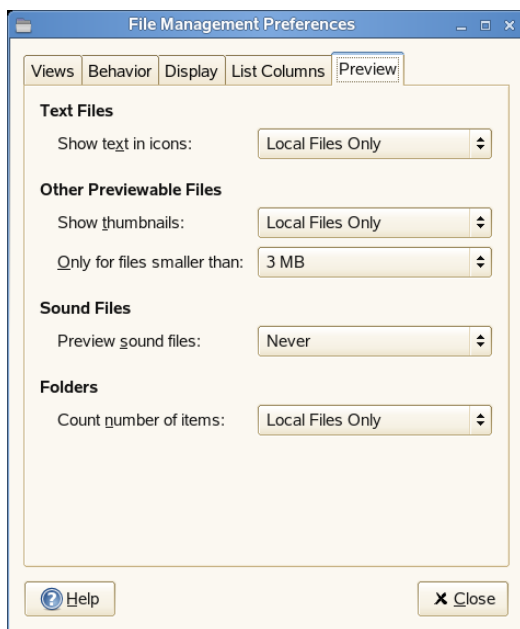 File Management Preferences
Views Behavior Display List Columns Preview
Text Files
Show text in icons: Local Files Only
Other Previewable Files
Show thumbnails: Local Files Only
Only for files smaller than: 3 MB
Sound Files
Preview sound files: Never
Folders
Count number of items: Local Files Only
Help Close